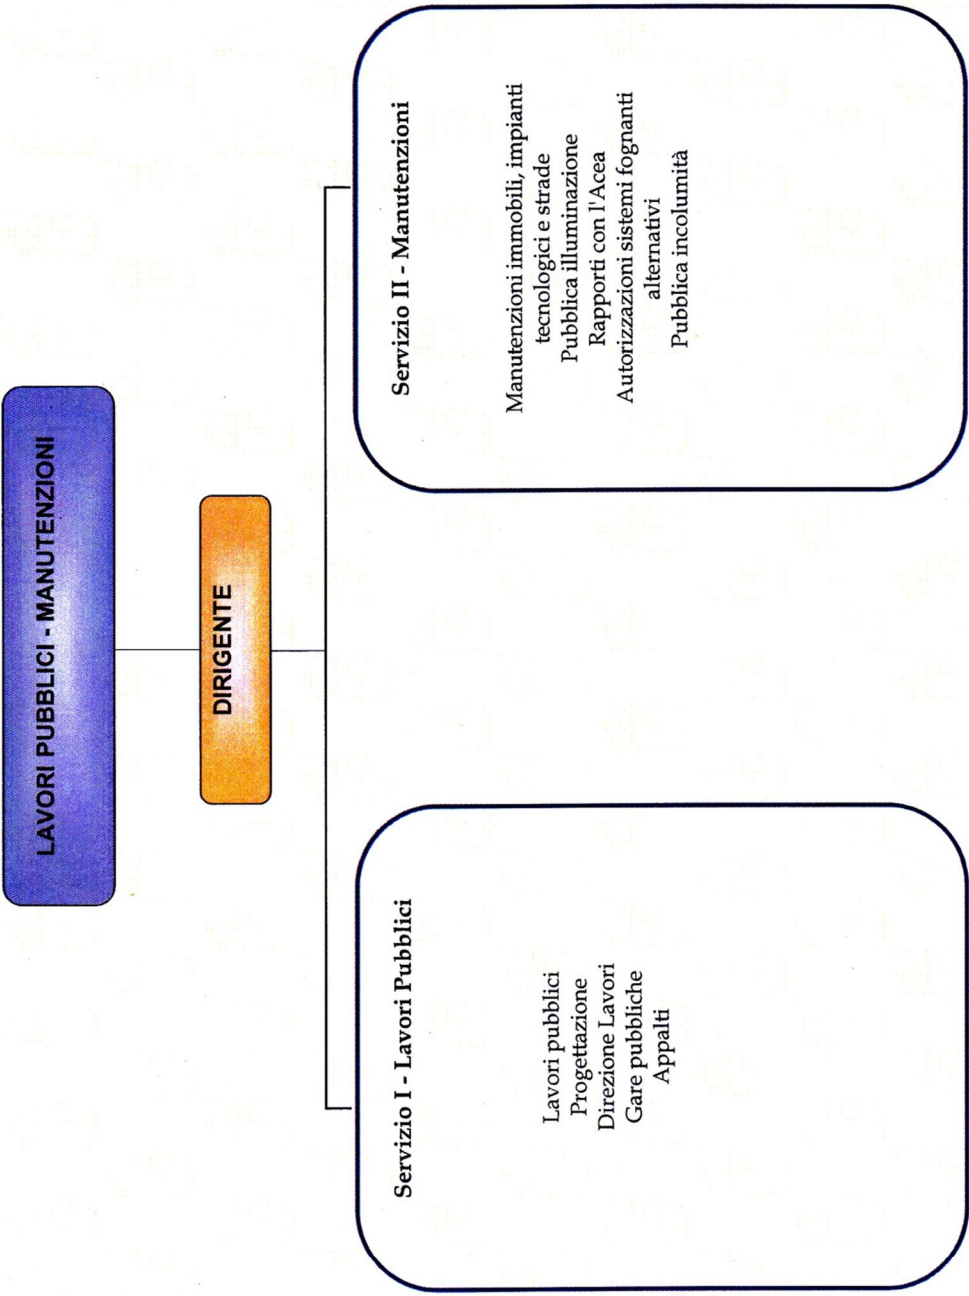 LAVORI PUBBLICI - MANUTENZIONI
DIRIGENTE
Servizio I - Lavori Pubblici
Lavori pubblici
Progettazione
Direzione Lavori
Gare pubbliche
Appalti
Servizio II - Manutenzioni
Manutenzioni immobili, impianti
tecnologici e strade
Pubblica illuminazione
Rapporti con l'Acea
Autorizzazioni sistemi fognanti
alternativi
Pubblica incolumità